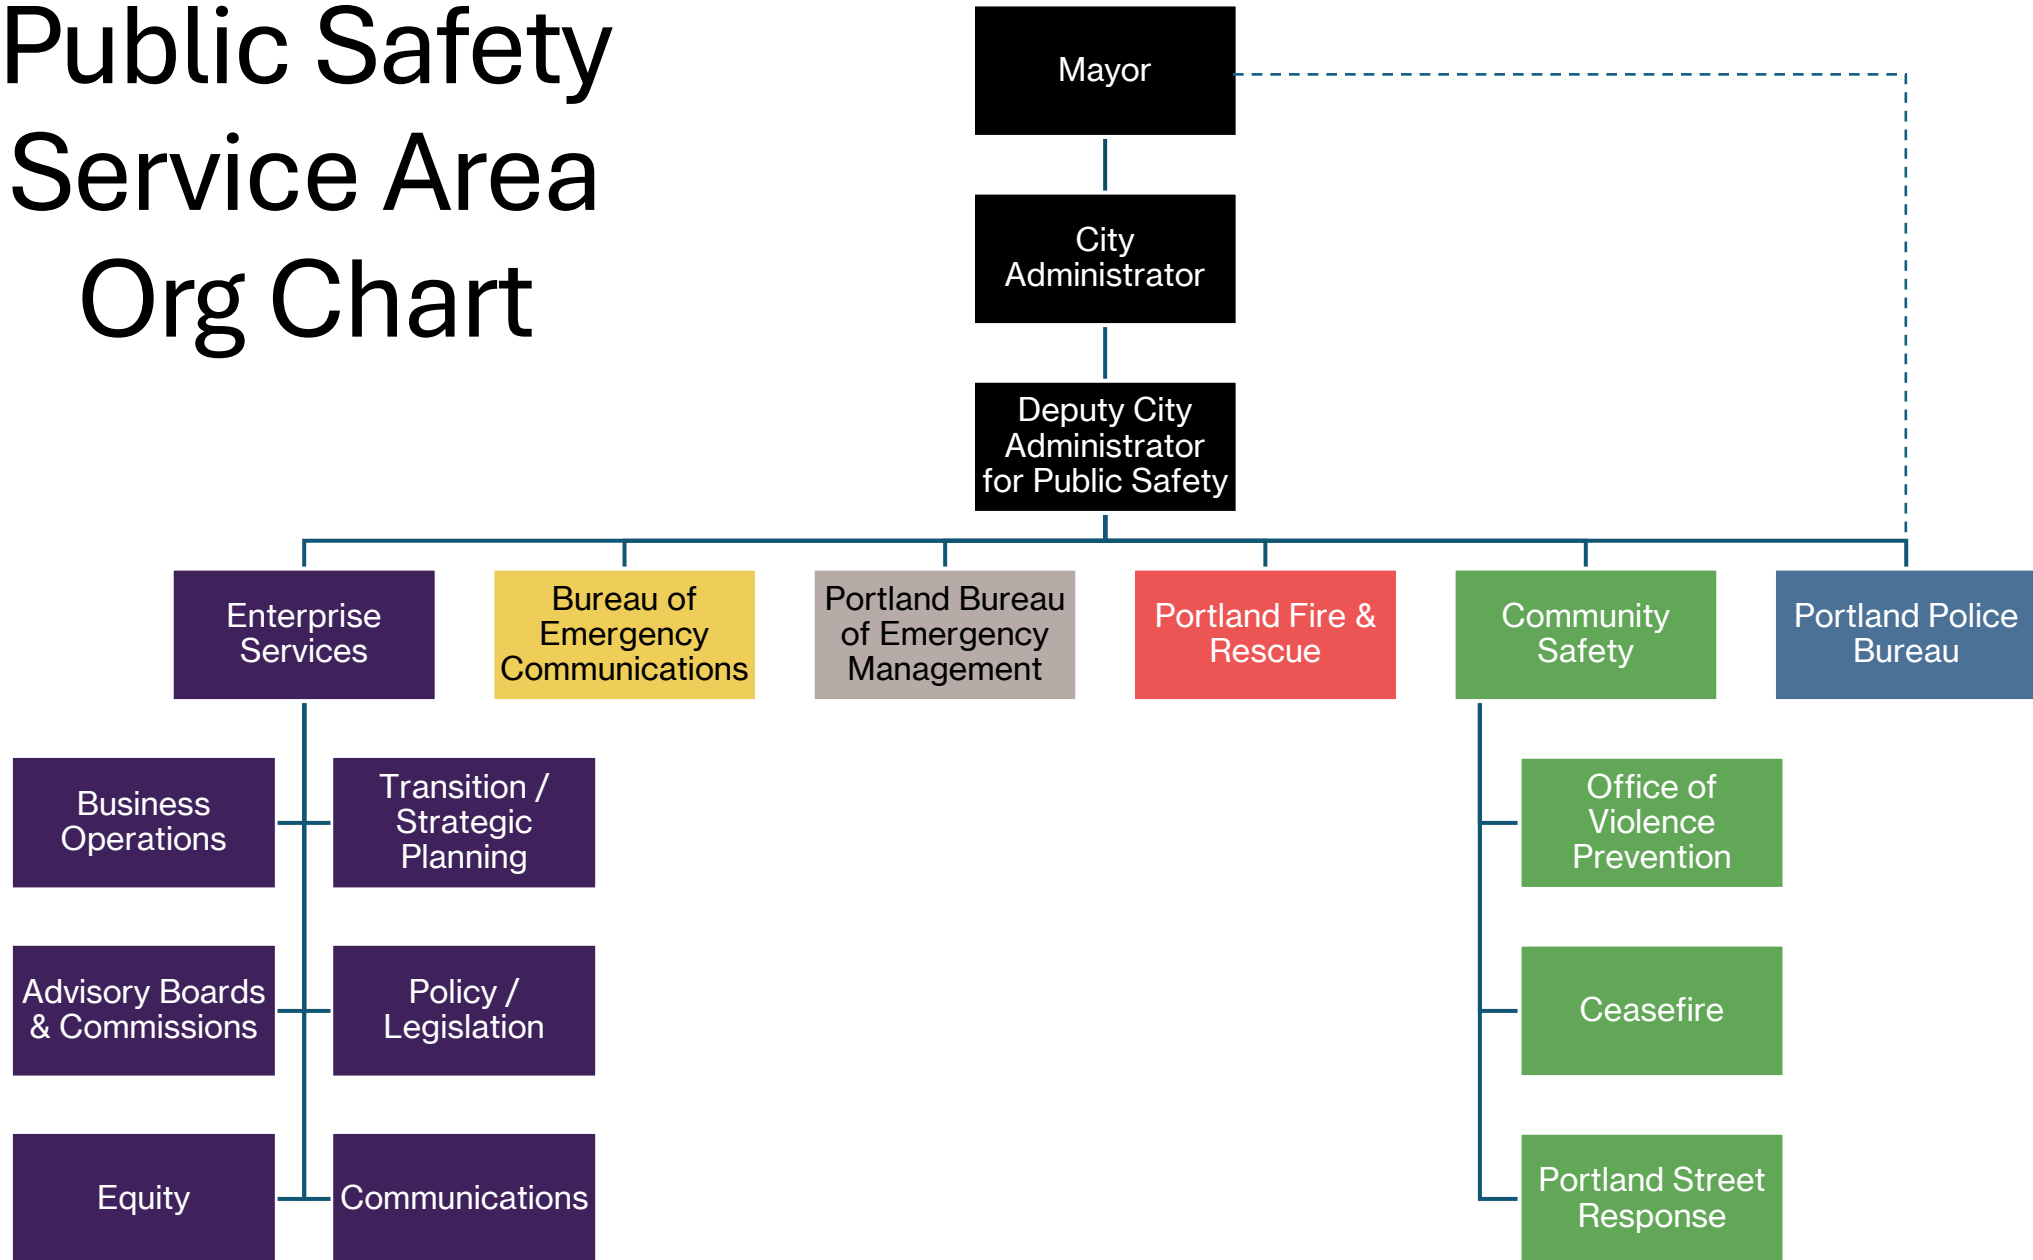 Public Safety
Service Area
Org Chart
Mayor
City
Administrator
Deputy City
Administrator
for Public Safety
Enterprise
Services
Bureau of
Emergency
Communications
Portland Bureau
of Emergency
Management
Portland Fire &
Rescue
Community
Safety
Portland Police
Bureau
Business
Operations
Transition /
Strategic
Planning
Office of
Violence
Prevention
Advisory Boards
& Commissions
Policy /
Legislation
Ceasefire
Equity
Communications
Portland Street
Response